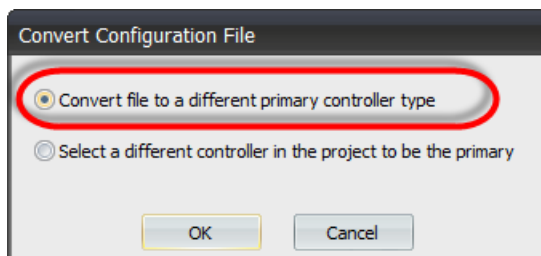 Convert Configuration File
Convert file to a different primary controller type
Select a different controller in the project to be the primary
OK
Cancel